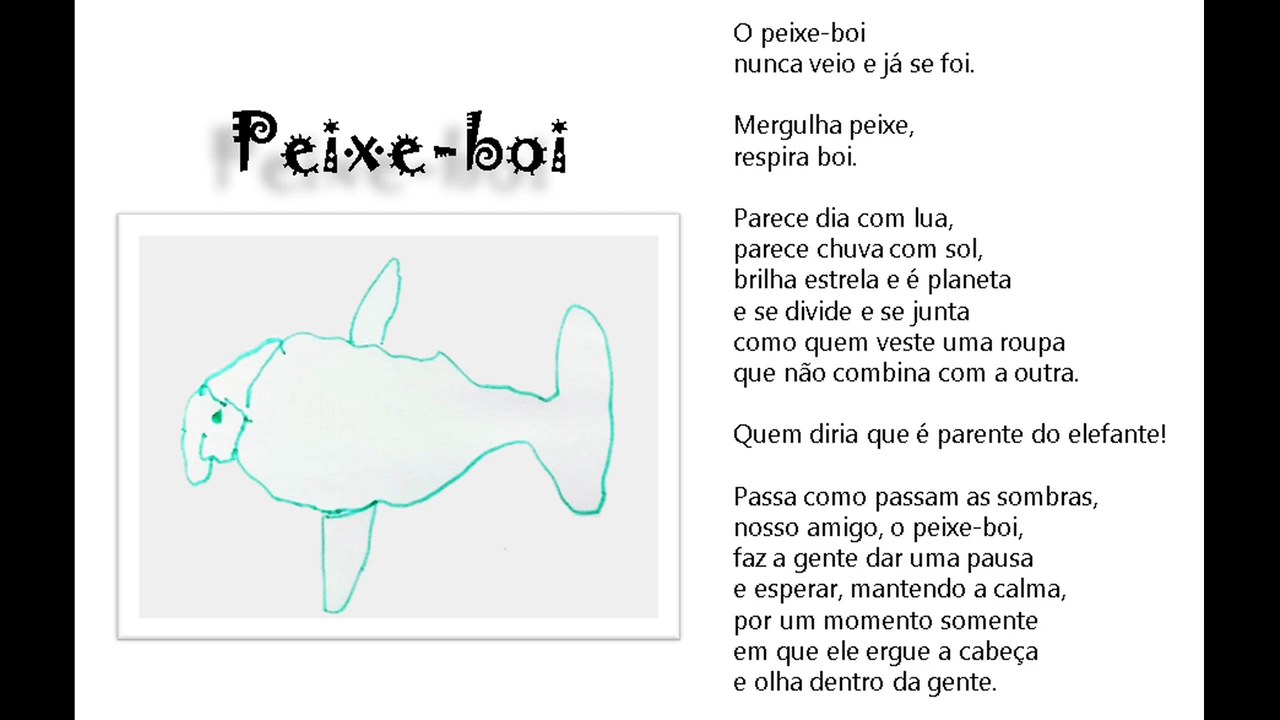 Peixe-boi
O peixe-boi
nunca veio e já se foi.
Mergulha peixe,
respira boi.
Parece dia com lua,
parece chuva com sol,
brilha estrela e é planeta
e se divide e se junta
como quem veste uma roupa
que não combina com a outra.
Quem diria que é parente do elefante!
Passa como passam as sombras,
nosso amigo, o peixe-boi,
faz a gente dar uma pausa
e esperar, mantendo a calma,
por um momento somente
em que ele ergue a cabeça
e olha dentro da gente.